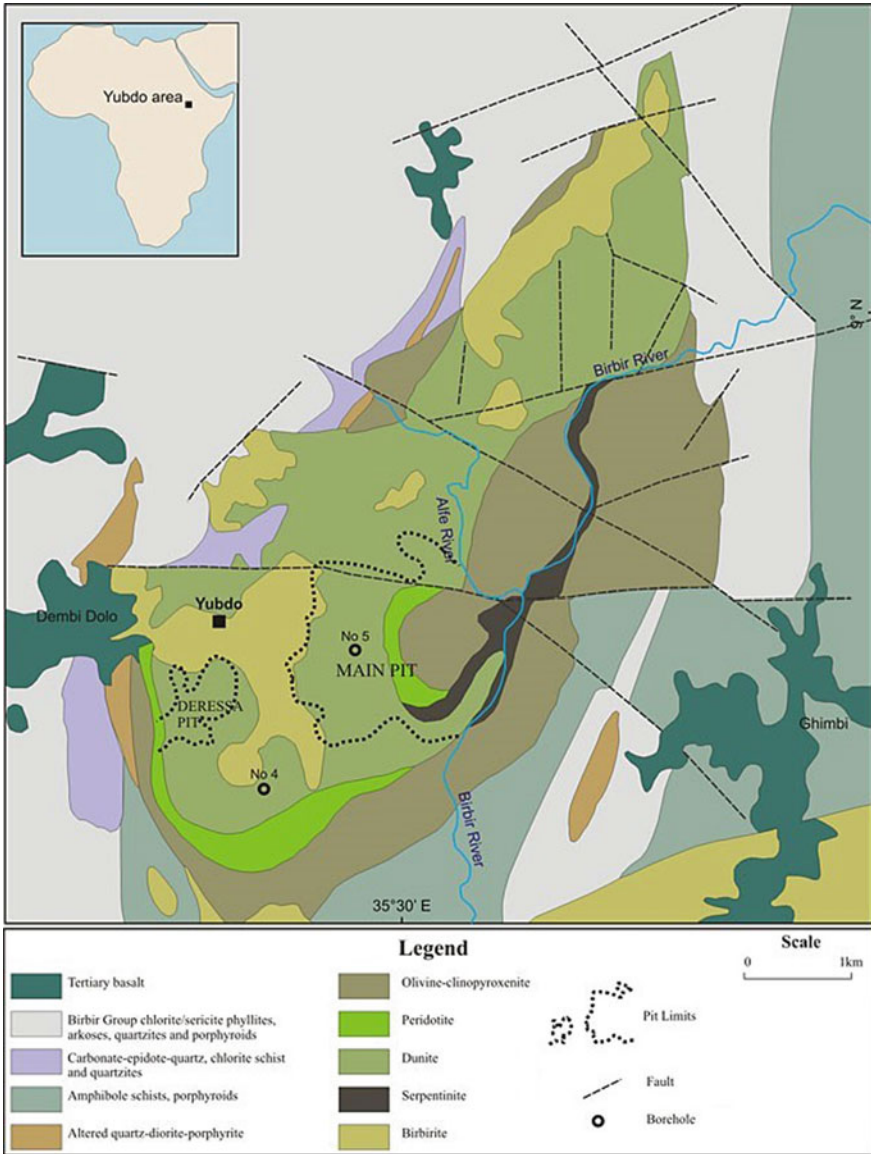 Yubdo area
9° N
Birbir River
Alfe River
Yubdo
Dembi Dolo
No 5
MAIN PIT
DERESSA
PIT
Ghimbi
No 4
Birbir River
35°30' E
Legend
Scale
0 1km
Tertiary basalt
Birbir Group chlorite/sericite phyllites,
arkoses, quartzites and porphyroids
Carbonate-epidote-quartz, chlorite schist
and quartzites
Amphibole schists, porphyroids
Altered quartz-diorite-porphyrite
Olivine-clinopyroxenite
Peridotite
Dunite
Serpentinite
Birbirite
Pit Limits
Fault
Borehole